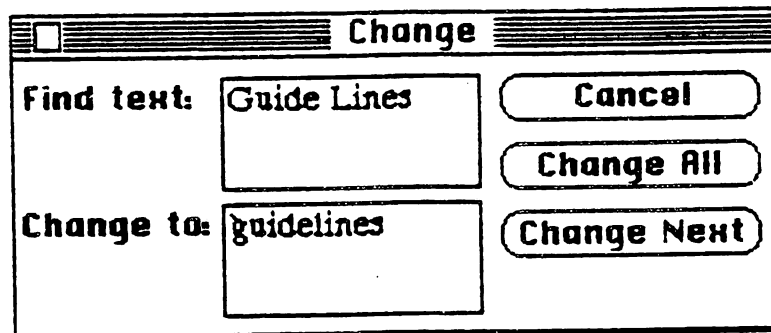 Change
Find text: Guide Lines
Cancel
Change All
Change to: guidelines
Change Next